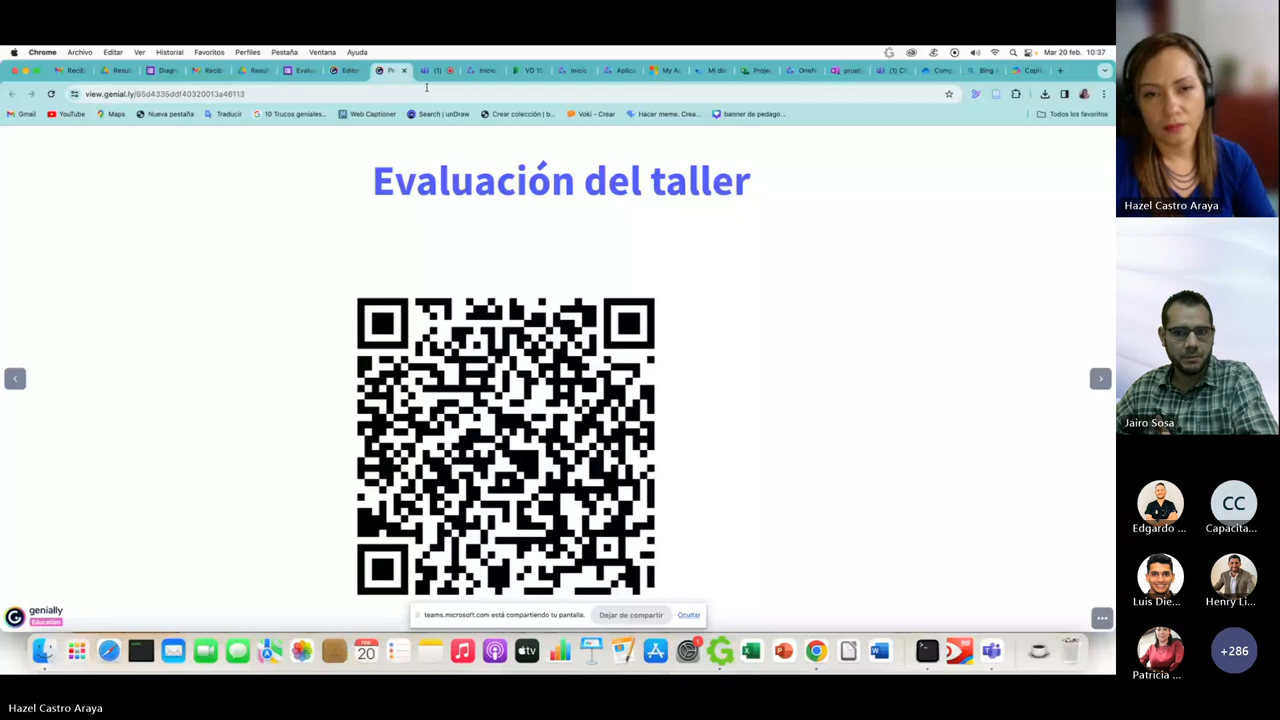 Chrome Archivo Editar Ver Historial Favoritos Perfiles Pestaña Ventana Ayuda
Mar 20 feb. 10:37
view.genial.ly/65d4335ddf40320013a46113
Gmail YouTube Maps Nueva pestaña Traducir 10 Trucos geniales... Web Captioner Search | unDraw Crear colección | b... Voki - Crear Hacer meme. Crea... banner de pedago... Todos los favoritos
Evaluación del taller
genially
Education
teams.microsoft.com está compartiendo tu pantalla. Dejar de compartir Ocultar
FEB
20
Hazel Castro Araya
Jairo Sosa
CC
Edgardo ... Capacita...
Luis Die... Henry Li...
Patricia ... +286
Hazel Castro Araya